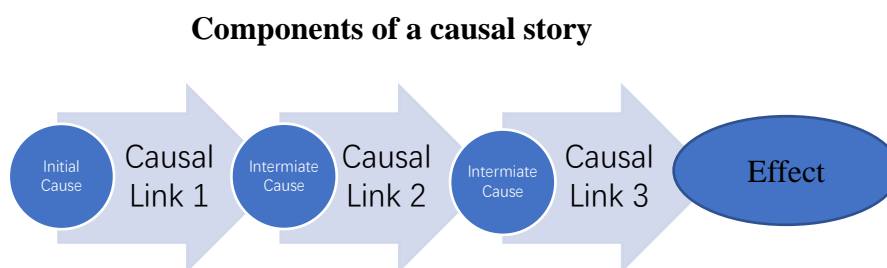 Components of a causal story
Initial
Cause
Causal
Link 1
Intermiate
Cause
Causal
Link 2
Intermiate
Cause
Causal
Link 3
Effect